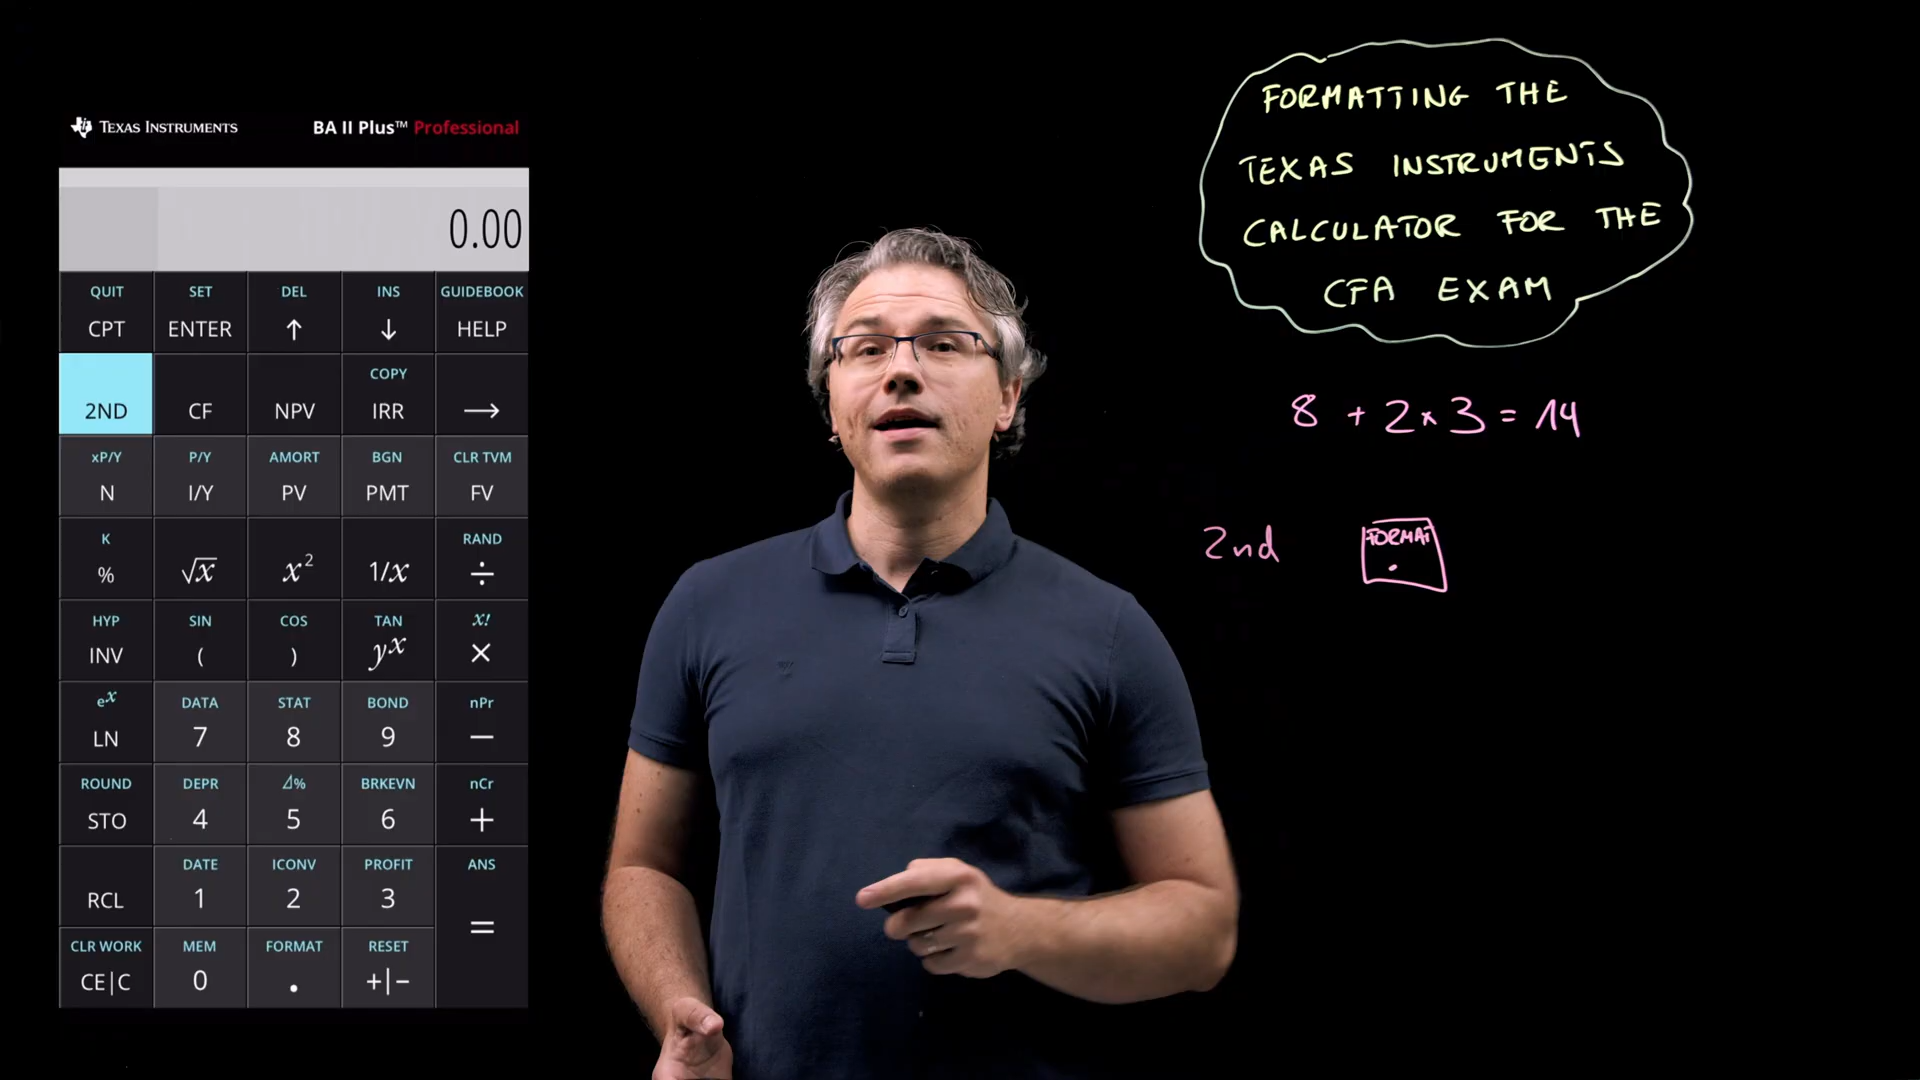 TEXAS INSTRUMENTS BA II Plus™ Professional
0.00
QUIT SET DEL INS GUIDEBOOK
CPT ENTER ↑ ↓ HELP
COPY
2ND CF NPV IRR →
xP/Y P/Y AMORT BGN CLR TVM
N I/Y PV PMT FV
K RAND
% √x x² 1/x ÷
HYP SIN COS TAN x!
INV ( ) yˣ ×
eˣ DATA STAT BOND nPr
LN 7 8 9 −
ROUND DEPR Δ% BRKEVN nCr
STO 4 5 6 +
DATE ICONV PROFIT ANS
RCL 1 2 3 =
CLR WORK MEM FORMAT RESET
CE|C 0 . +|−
FORMATTING THE
TEXAS INSTRUMENTS
CALCULATOR FOR THE
CFA EXAM
8 + 2 × 3 = 14
2nd FORMAT .